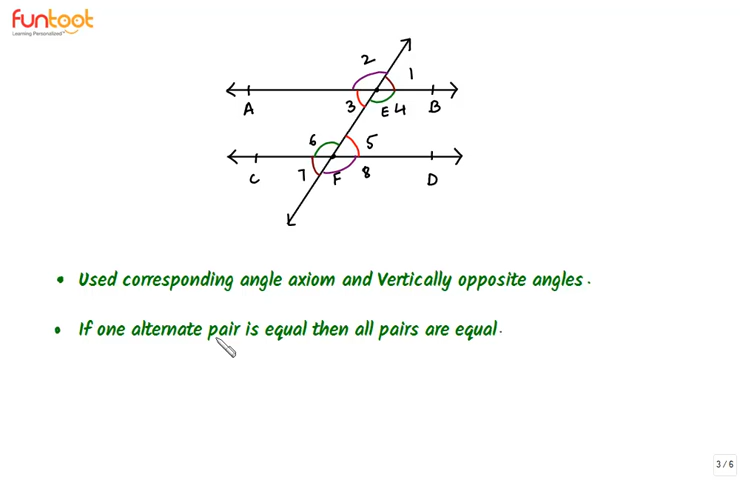 funtoot
Learning Personalized
2
1
A
3
E
4
B
6
5
C
7
F
8
D
• Used corresponding angle axiom and Vertically opposite angles.
• If one alternate pair is equal then all pairs are equal.
3 / 6